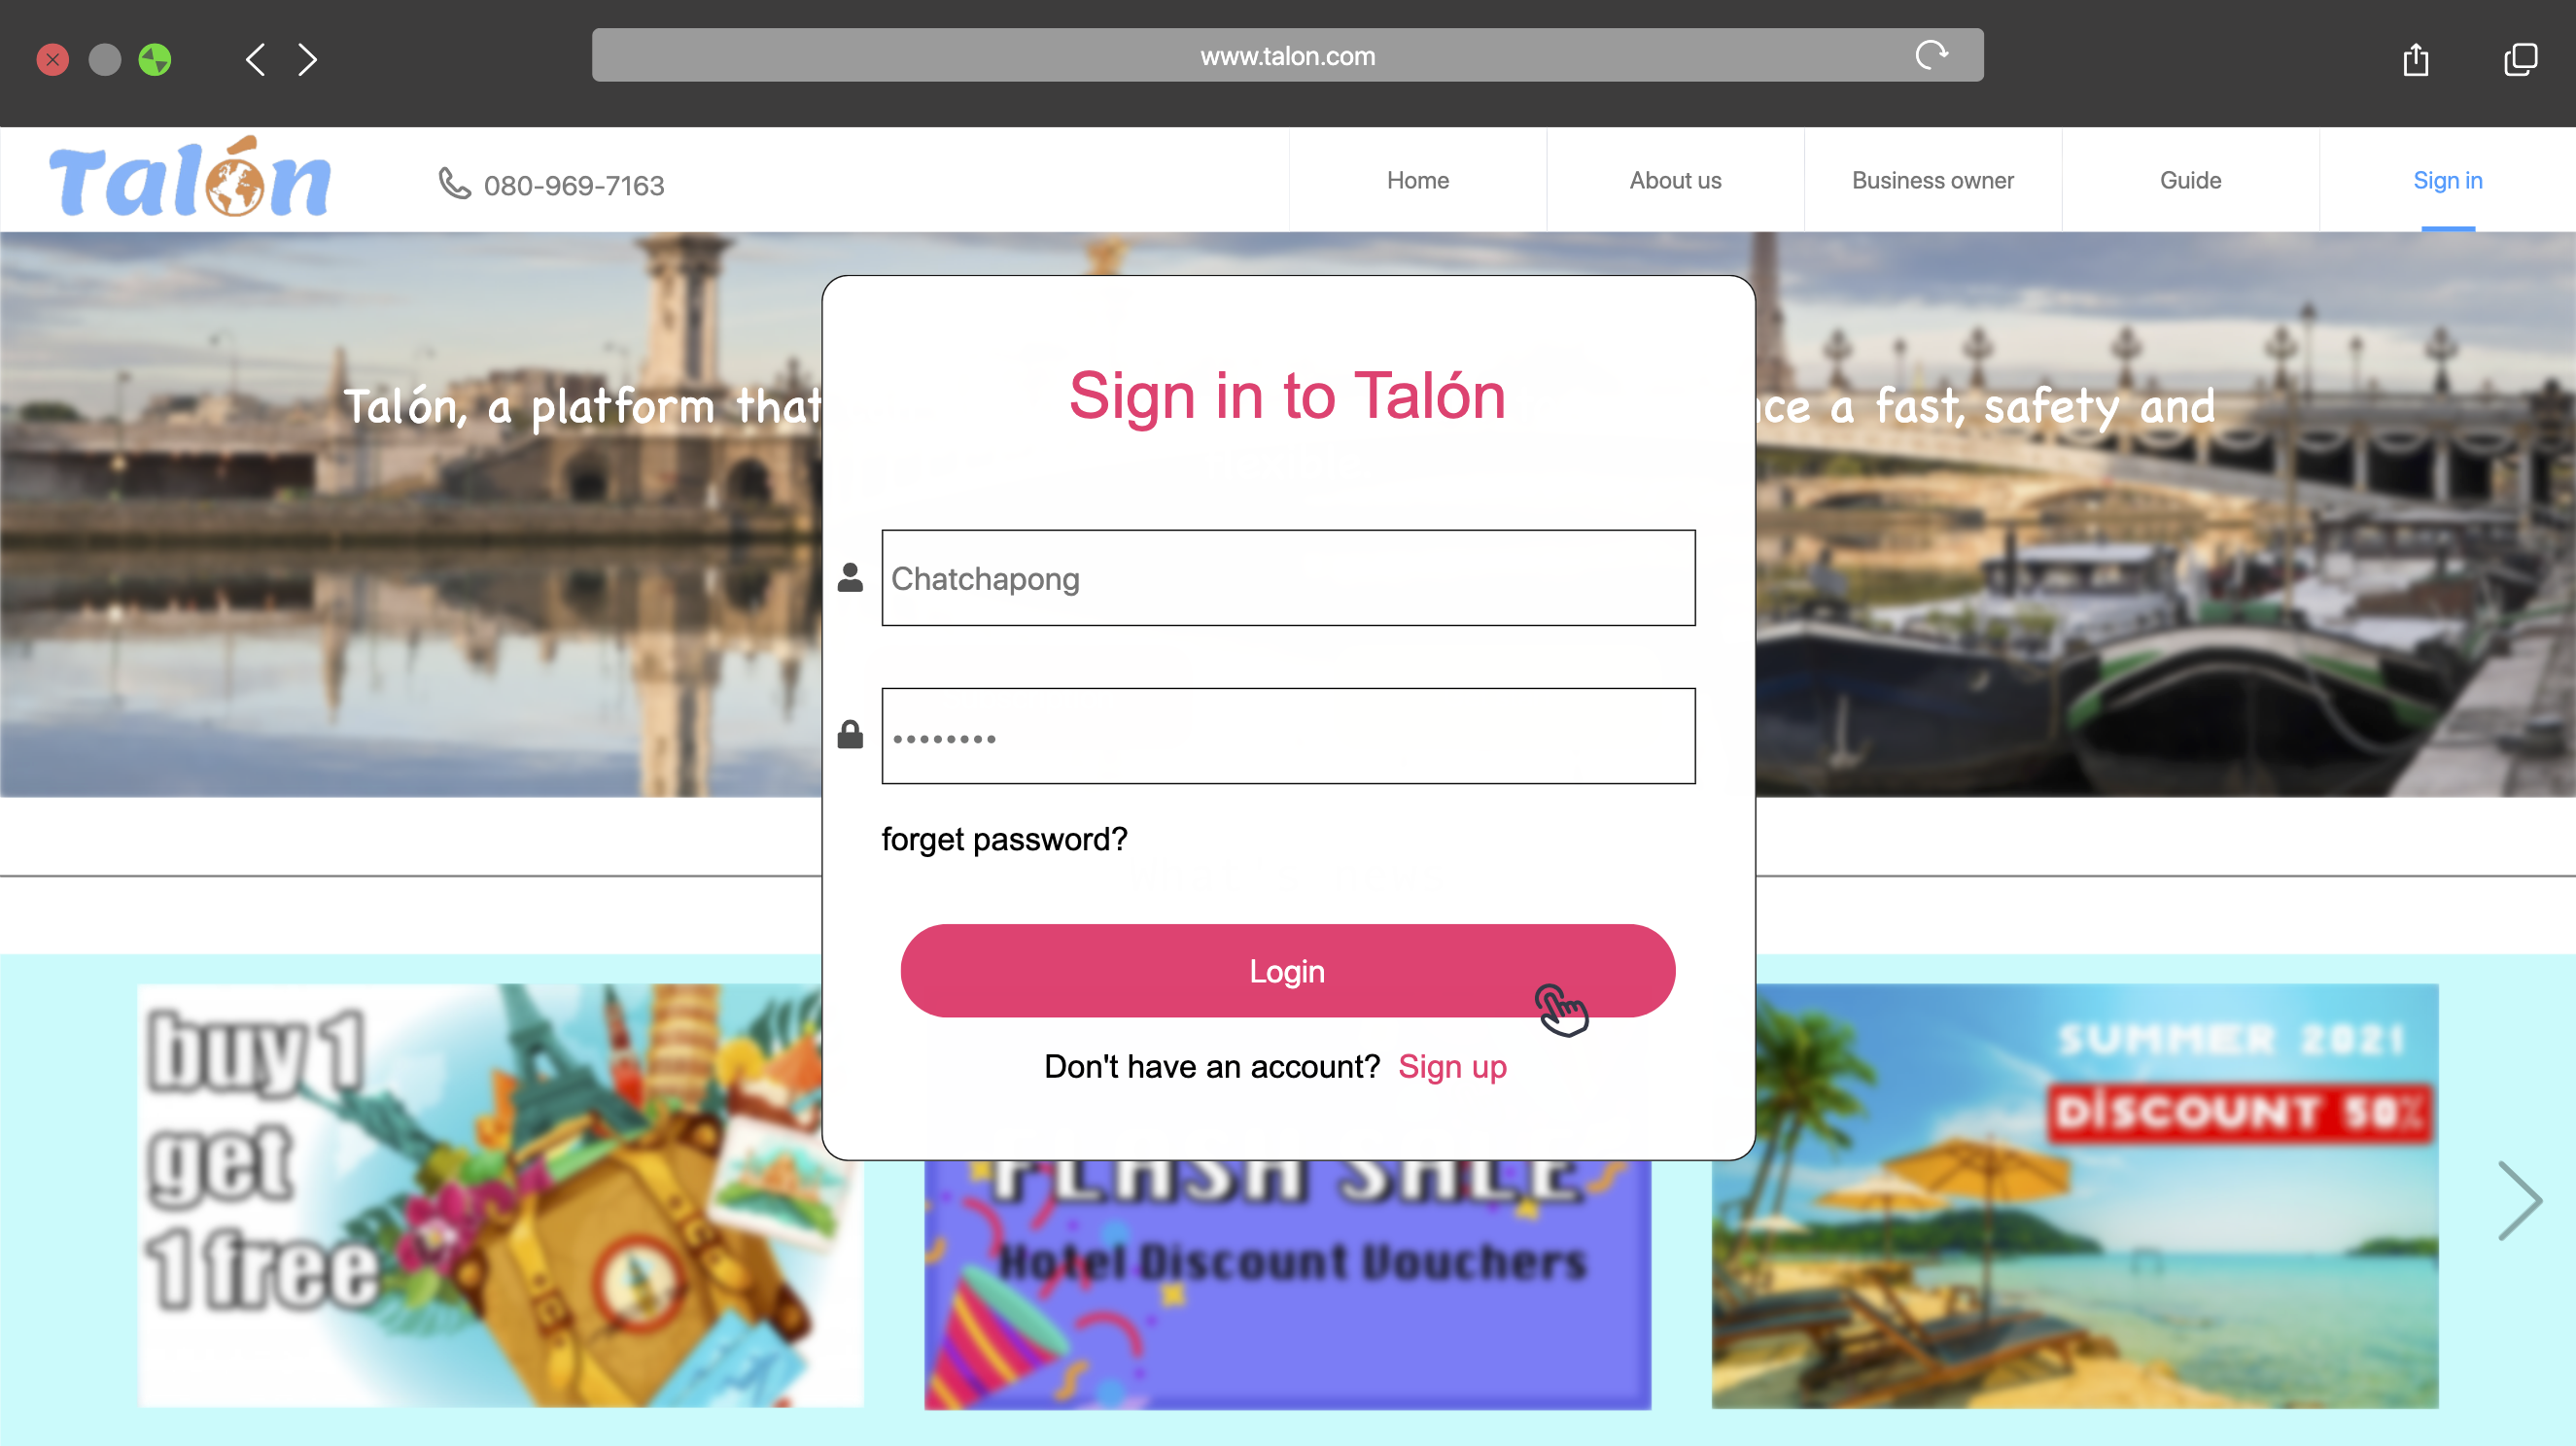 www.talon.com
Talón
080-969-7163
Home
About us
Business owner
Guide
Sign in
Talón, a platform that
a fast, safety and
Sign in to Talón
Chatchapong
••••••••
forget password?
Login
Don't have an account? Sign up
buy 1
get
1 free
FLASH SALE
Hotel Discount Vouchers
SUMMER 2021
DISCOUNT 50%